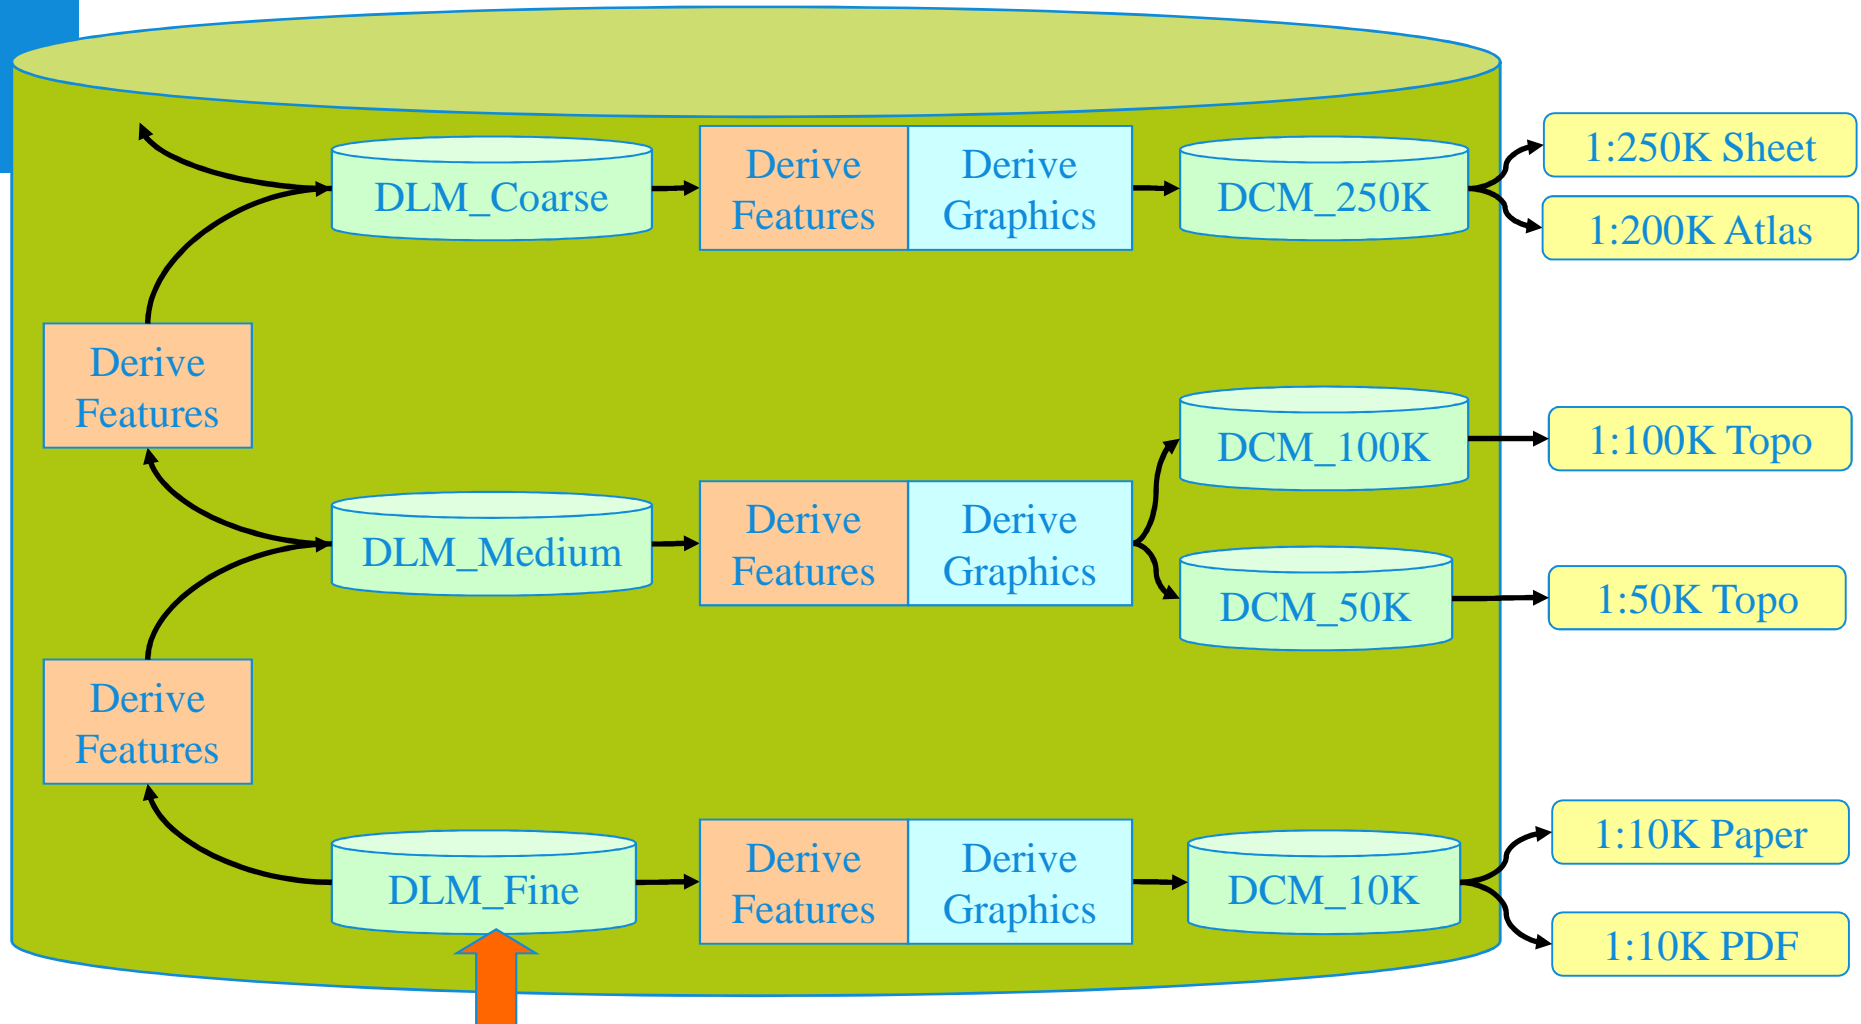 DLM_Coarse
Derive
Features
Derive
Graphics
DCM_250K
1:250K Sheet
1:200K Atlas
Derive
Features
DLM_Medium
Derive
Features
Derive
Graphics
DCM_100K
1:100K Topo
DCM_50K
1:50K Topo
Derive
Features
DLM_Fine
Derive
Features
Derive
Graphics
DCM_10K
1:10K Paper
1:10K PDF